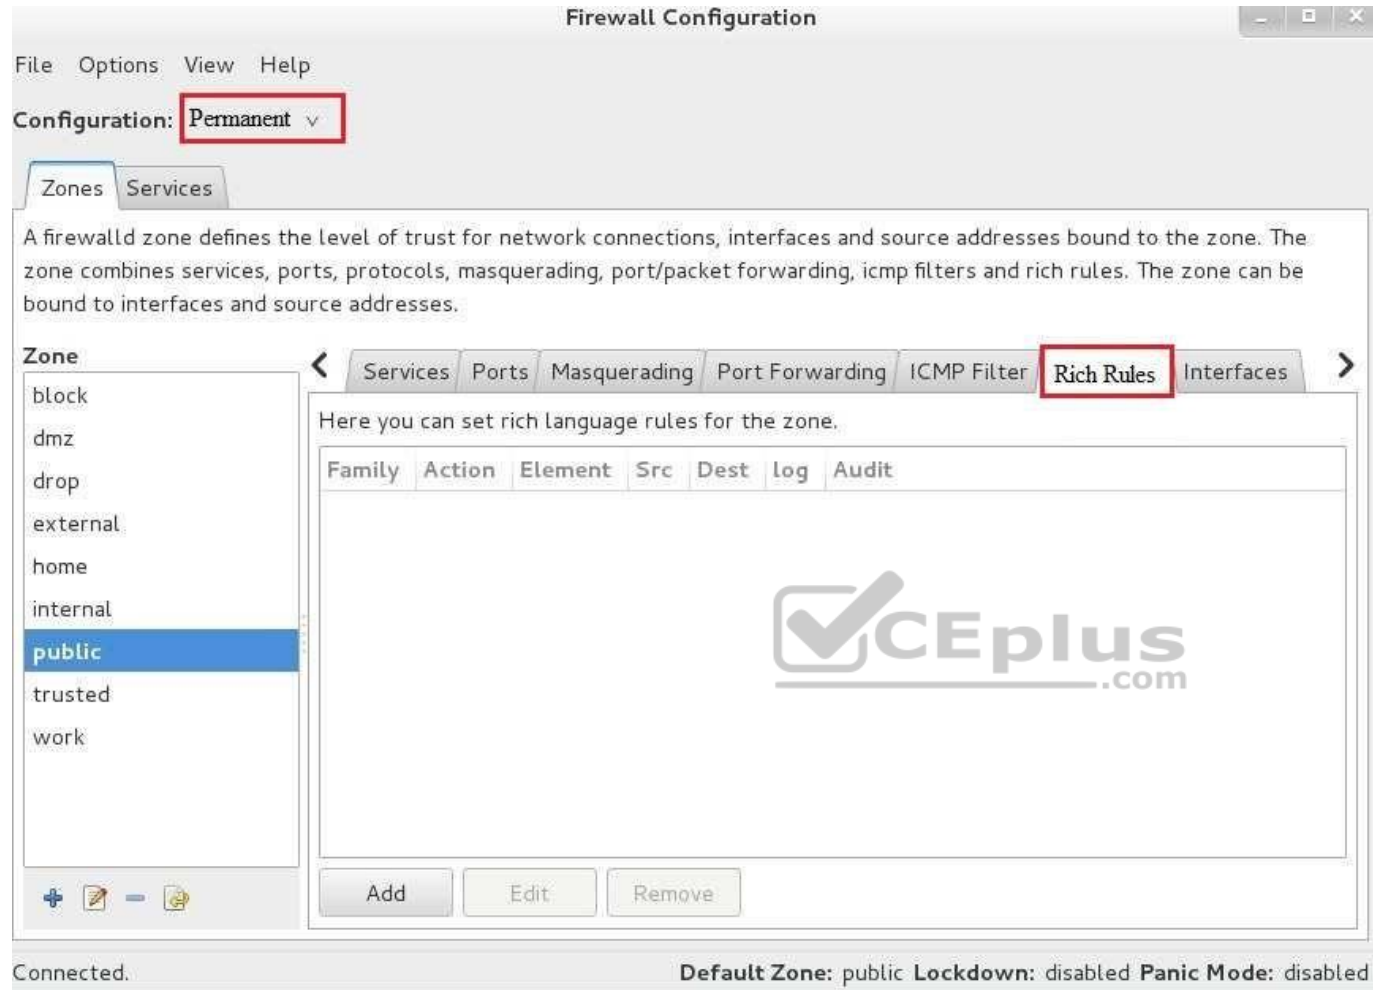 Firewall Configuration
File Options View Help
Configuration: Permanent
Zones Services
A firewalld zone defines the level of trust for network connections, interfaces and source addresses bound to the zone. The
zone combines services, ports, protocols, masquerading, port/packet forwarding, icmp filters and rich rules. The zone can be
bound to interfaces and source addresses.
Zone
block
dmz
drop
external
home
internal
public
trusted
work
Services Ports Masquerading Port Forwarding ICMP Filter Rich Rules Interfaces
Here you can set rich language rules for the zone.
Family Action Element Src Dest log Audit
CEplus
.com
Add Edit Remove
Connected.
Default Zone: public Lockdown: disabled Panic Mode: disabled